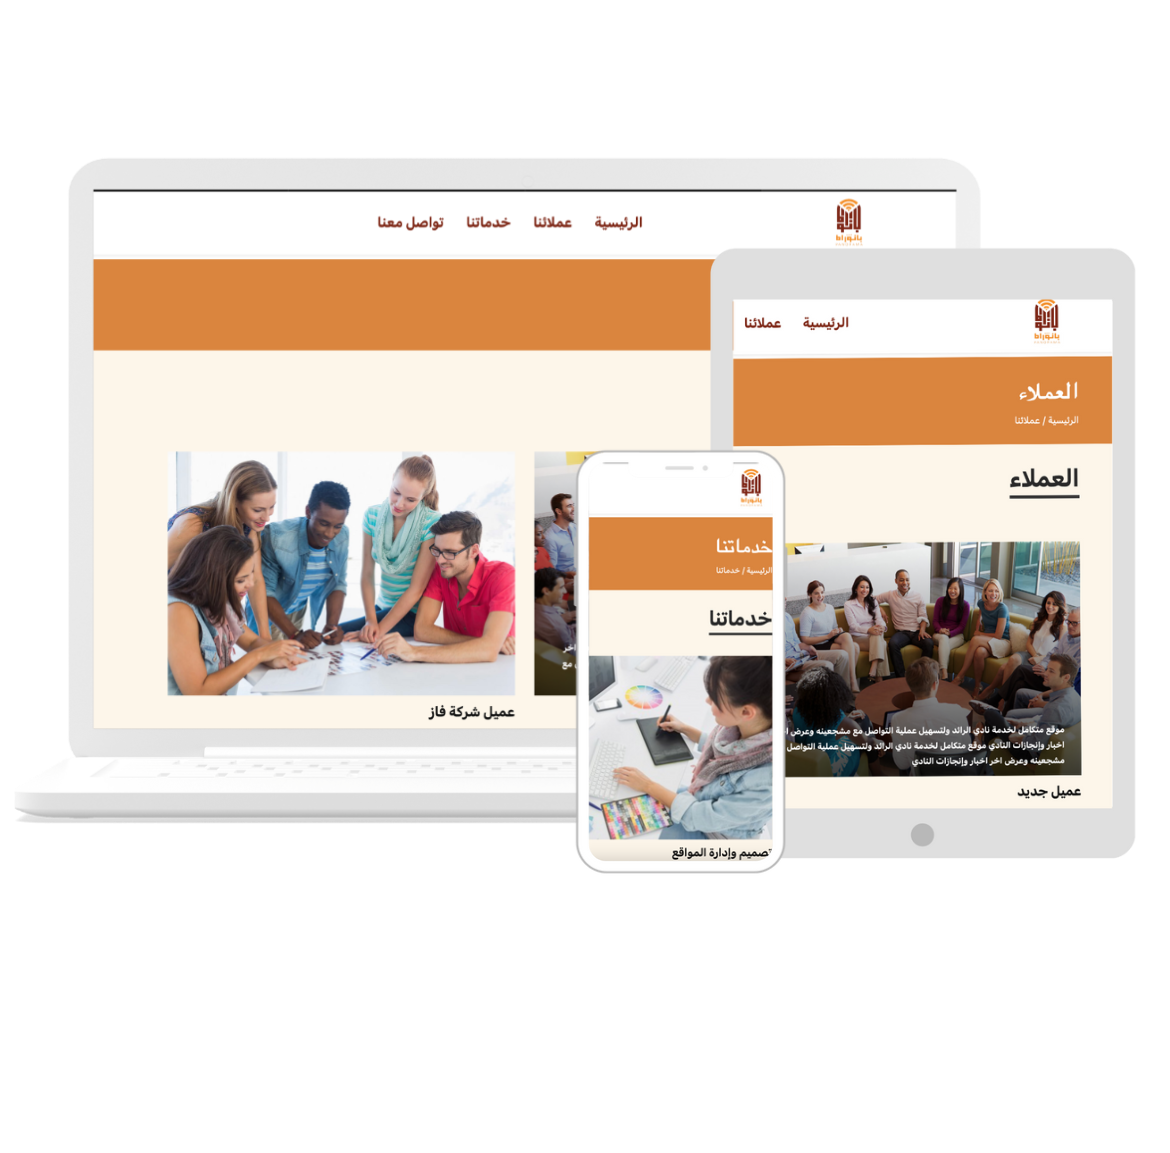 الرئيسية عملائنا خدماتنا تواصل معنا
بانوراما
عميل شركة فاز
اخر
مع
بانوراما
الرئيسية عملائنا
العملاء
الرئيسية / عملائنا
العملاء
موقع متكامل لخدمة نادي الرائد ولتسهيل عملية التواصل مع مشجعينه وعرض
اخبار وإنجازات النادي موقع متكامل لخدمة نادي الرائد ولتسهيل عملية التواصل
مشجعينه وعرض اخر اخبار وإنجازات النادي
عميل جديد
بانوراما
خدماتنا
الرئيسية / خدماتنا
خدماتنا
تصميم وإدارة المواقع